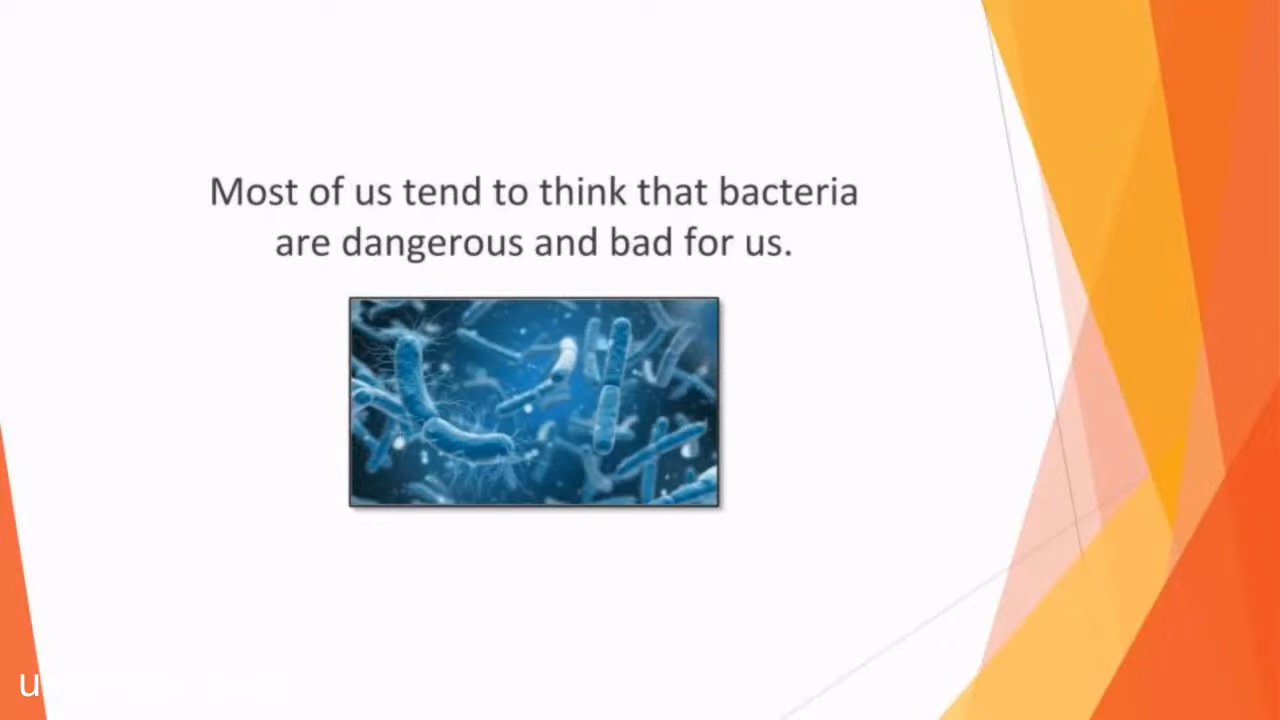 Most of us tend to think that bacteria
are dangerous and bad for us.